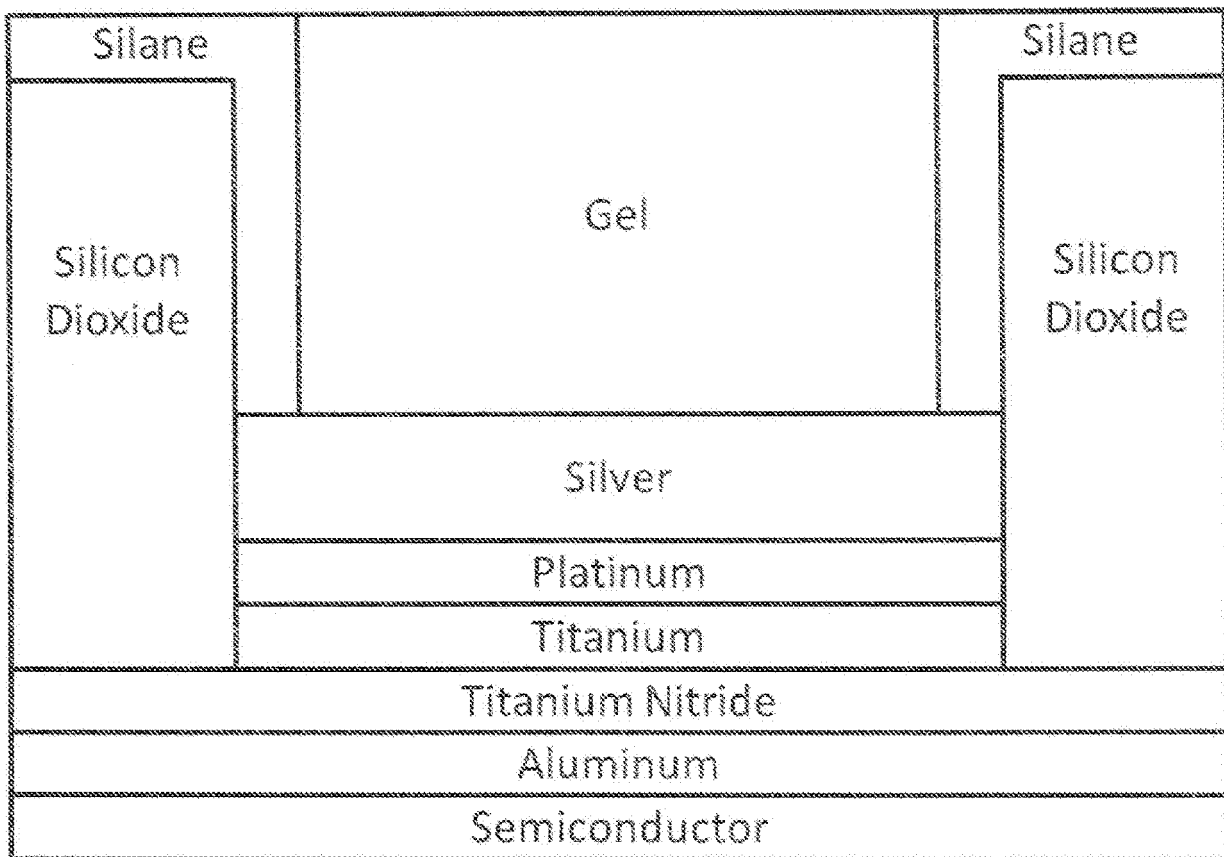 Silane
Silane
Gel
Silicon
Dioxide
Silicon
Dioxide
Silver
Platinum
Titanium
Titanium Nitride
Aluminum
Semiconductor